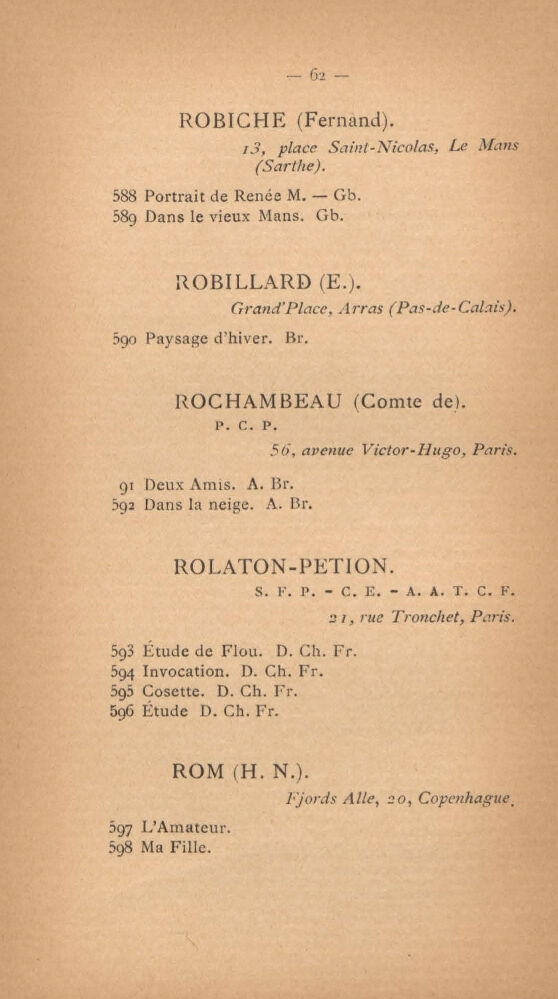 — 62 —
ROBICHE (Fernand).
13, place Saint-Nicolas, Le Mans
(Sarthe).
588 Portrait de Renée M. — Gb.
589 Dans le vieux Mans. Gb.
ROBILLARD (E.).
Grand'Place, Arras (Pas-de-Calais).
590 Paysage d'hiver. Br.
ROCHAMBEAU (Comte de).
P. C. P.
56, avenue Victor-Hugo, Paris.
91 Deux Amis. A. Br.
592 Dans la neige. A. Br.
ROLATON-PETION.
S. F. P. - C. E. - A. A. T. C. F.
21, rue Tronchet, Paris.
593 Étude de Flou. D. Ch. Fr.
594 Invocation. D. Ch. Fr.
595 Cosette. D. Ch. Fr.
596 Étude D. Ch. Fr.
ROM (H. N.).
Fjords Alle, 20, Copenhague.
597 L'Amateur.
598 Ma Fille.